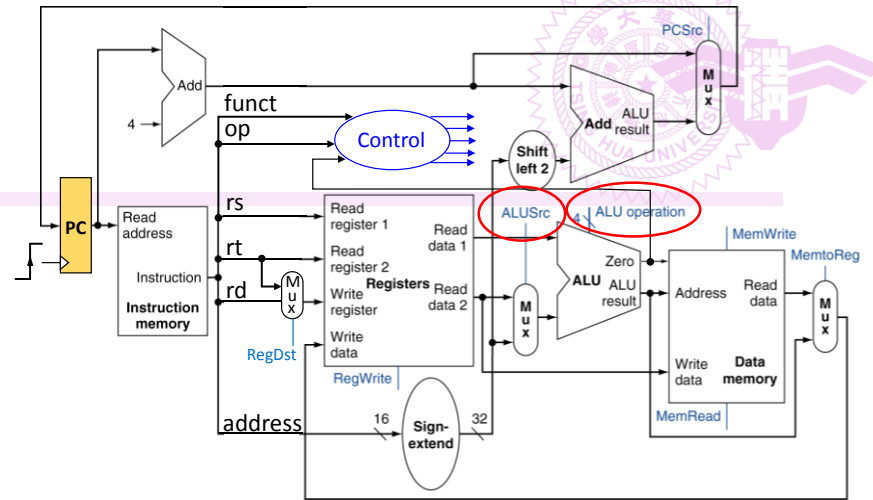 PCSrc
Add
4
funct
op
Control
Add
ALU
result
M
u
x
Shift
left 2
PC
Read
address
Instruction
Instruction
memory
rs
rt
rd
M
u
x
RegDst
Read
register 1
Read
register 2
Write
register
Write
data
Registers
Read
data 1
Read
data 2
RegWrite
ALUSrc
4
ALU operation
M
u
x
Zero
ALU
ALU
result
MemWrite
Address
Read
data
Write
data
Data
memory
MemRead
MemtoReg
M
u
x
address
16
Sign-
extend
32